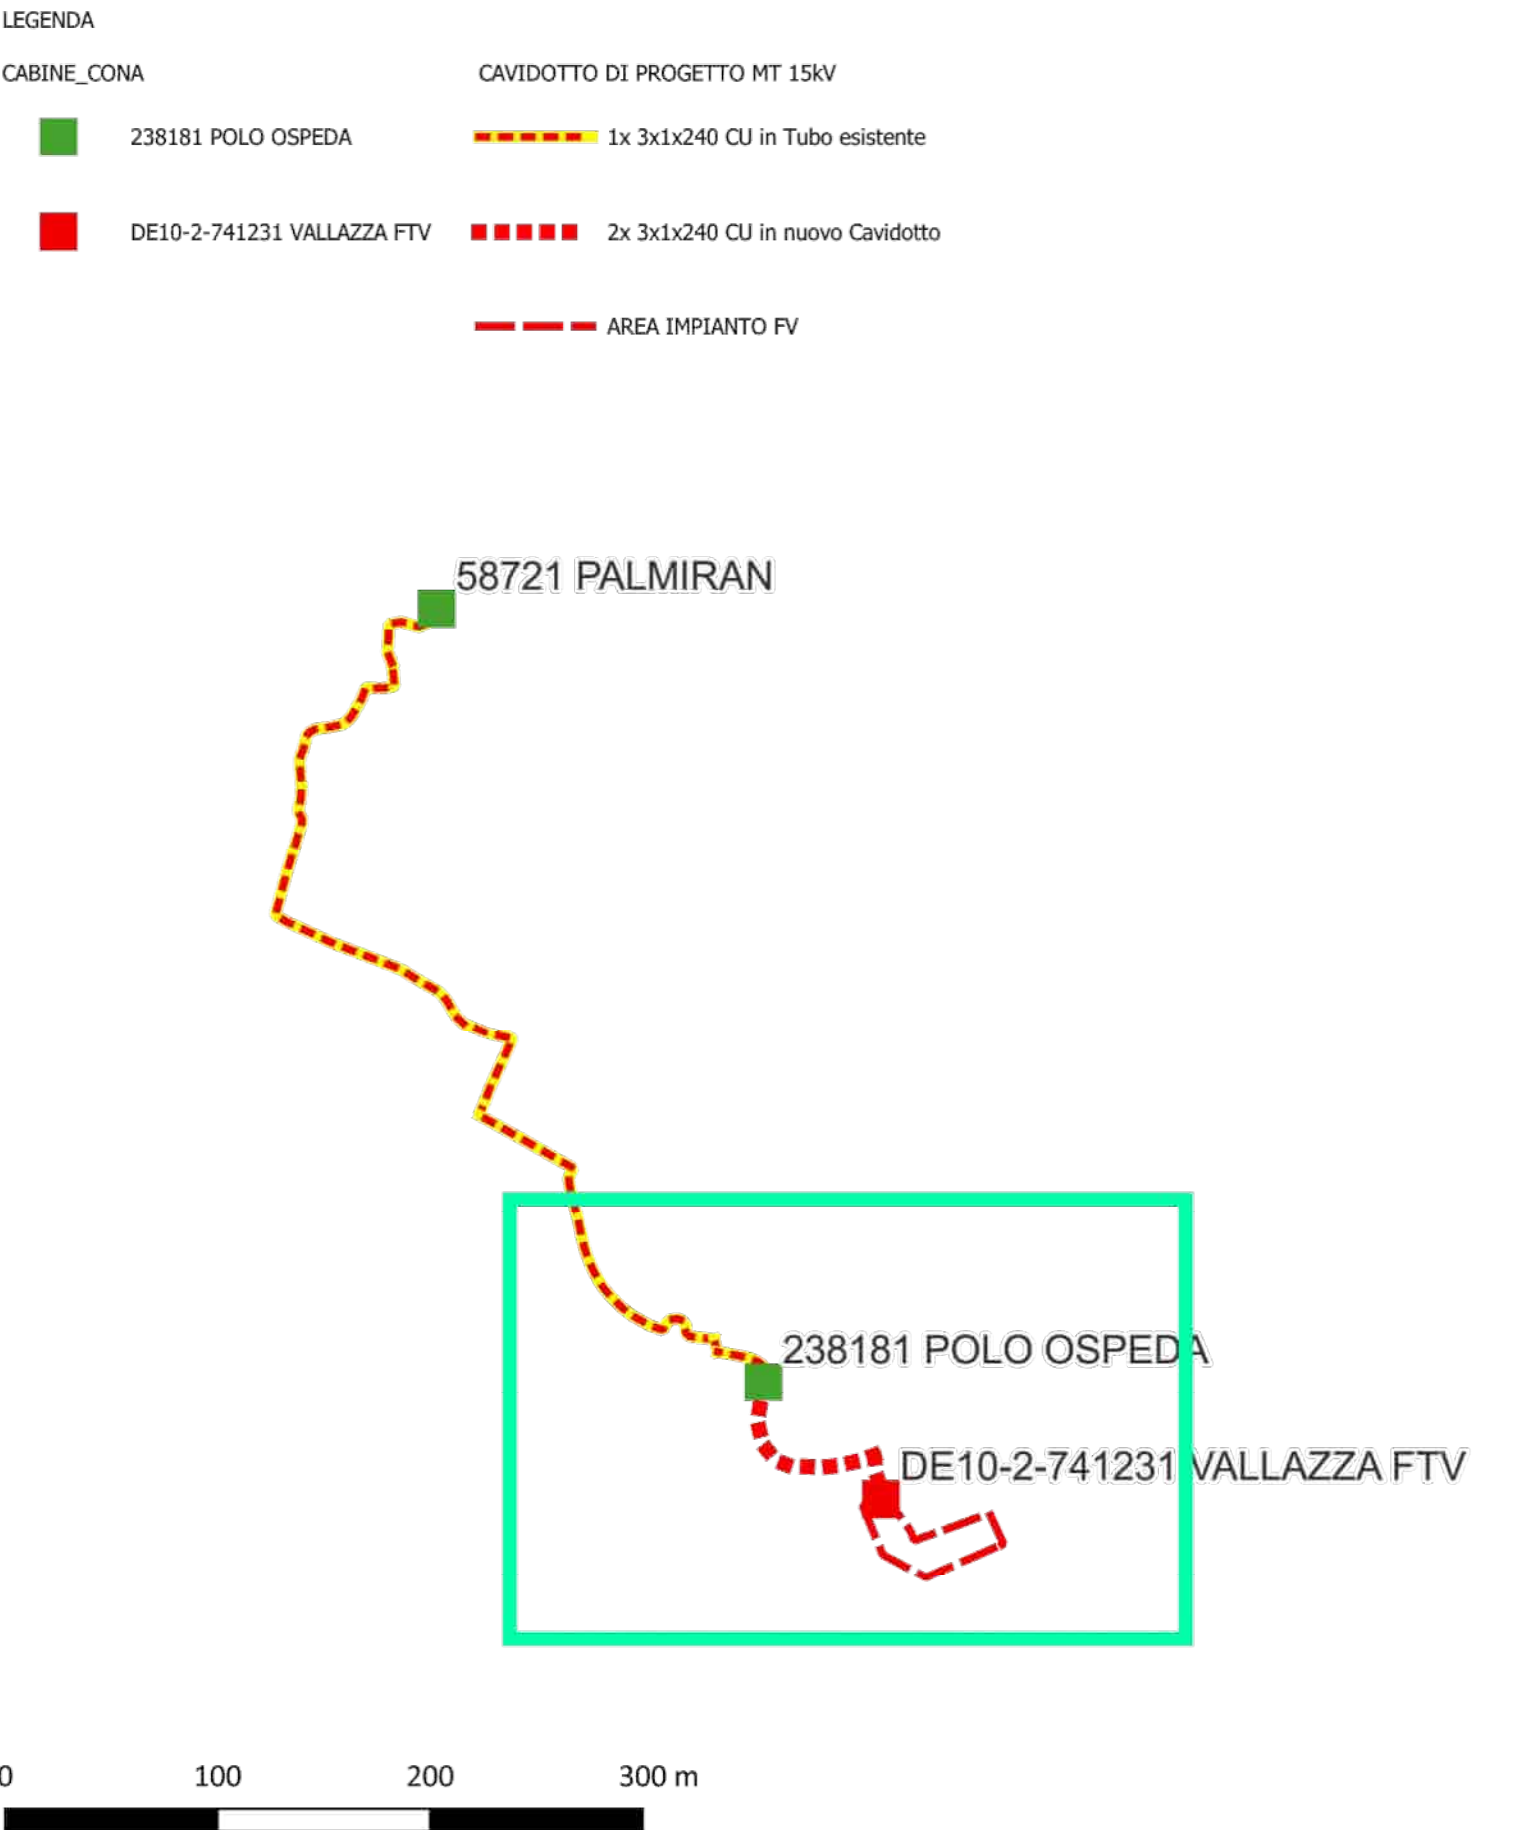 LEGENDA
CABINE_CONA
CAVIDOTTO DI PROGETTO MT 15kV
238181 POLO OSPEDA
1x 3x1x240 CU in Tubo esistente
DE10-2-741231 VALLAZZA FTV
2x 3x1x240 CU in nuovo Cavidotto
AREA IMPIANTO FV
58721 PALMIRAN
238181 POLO OSPEDA
DE10-2-741231 VALLAZZA FTV
0 100 200 300 m